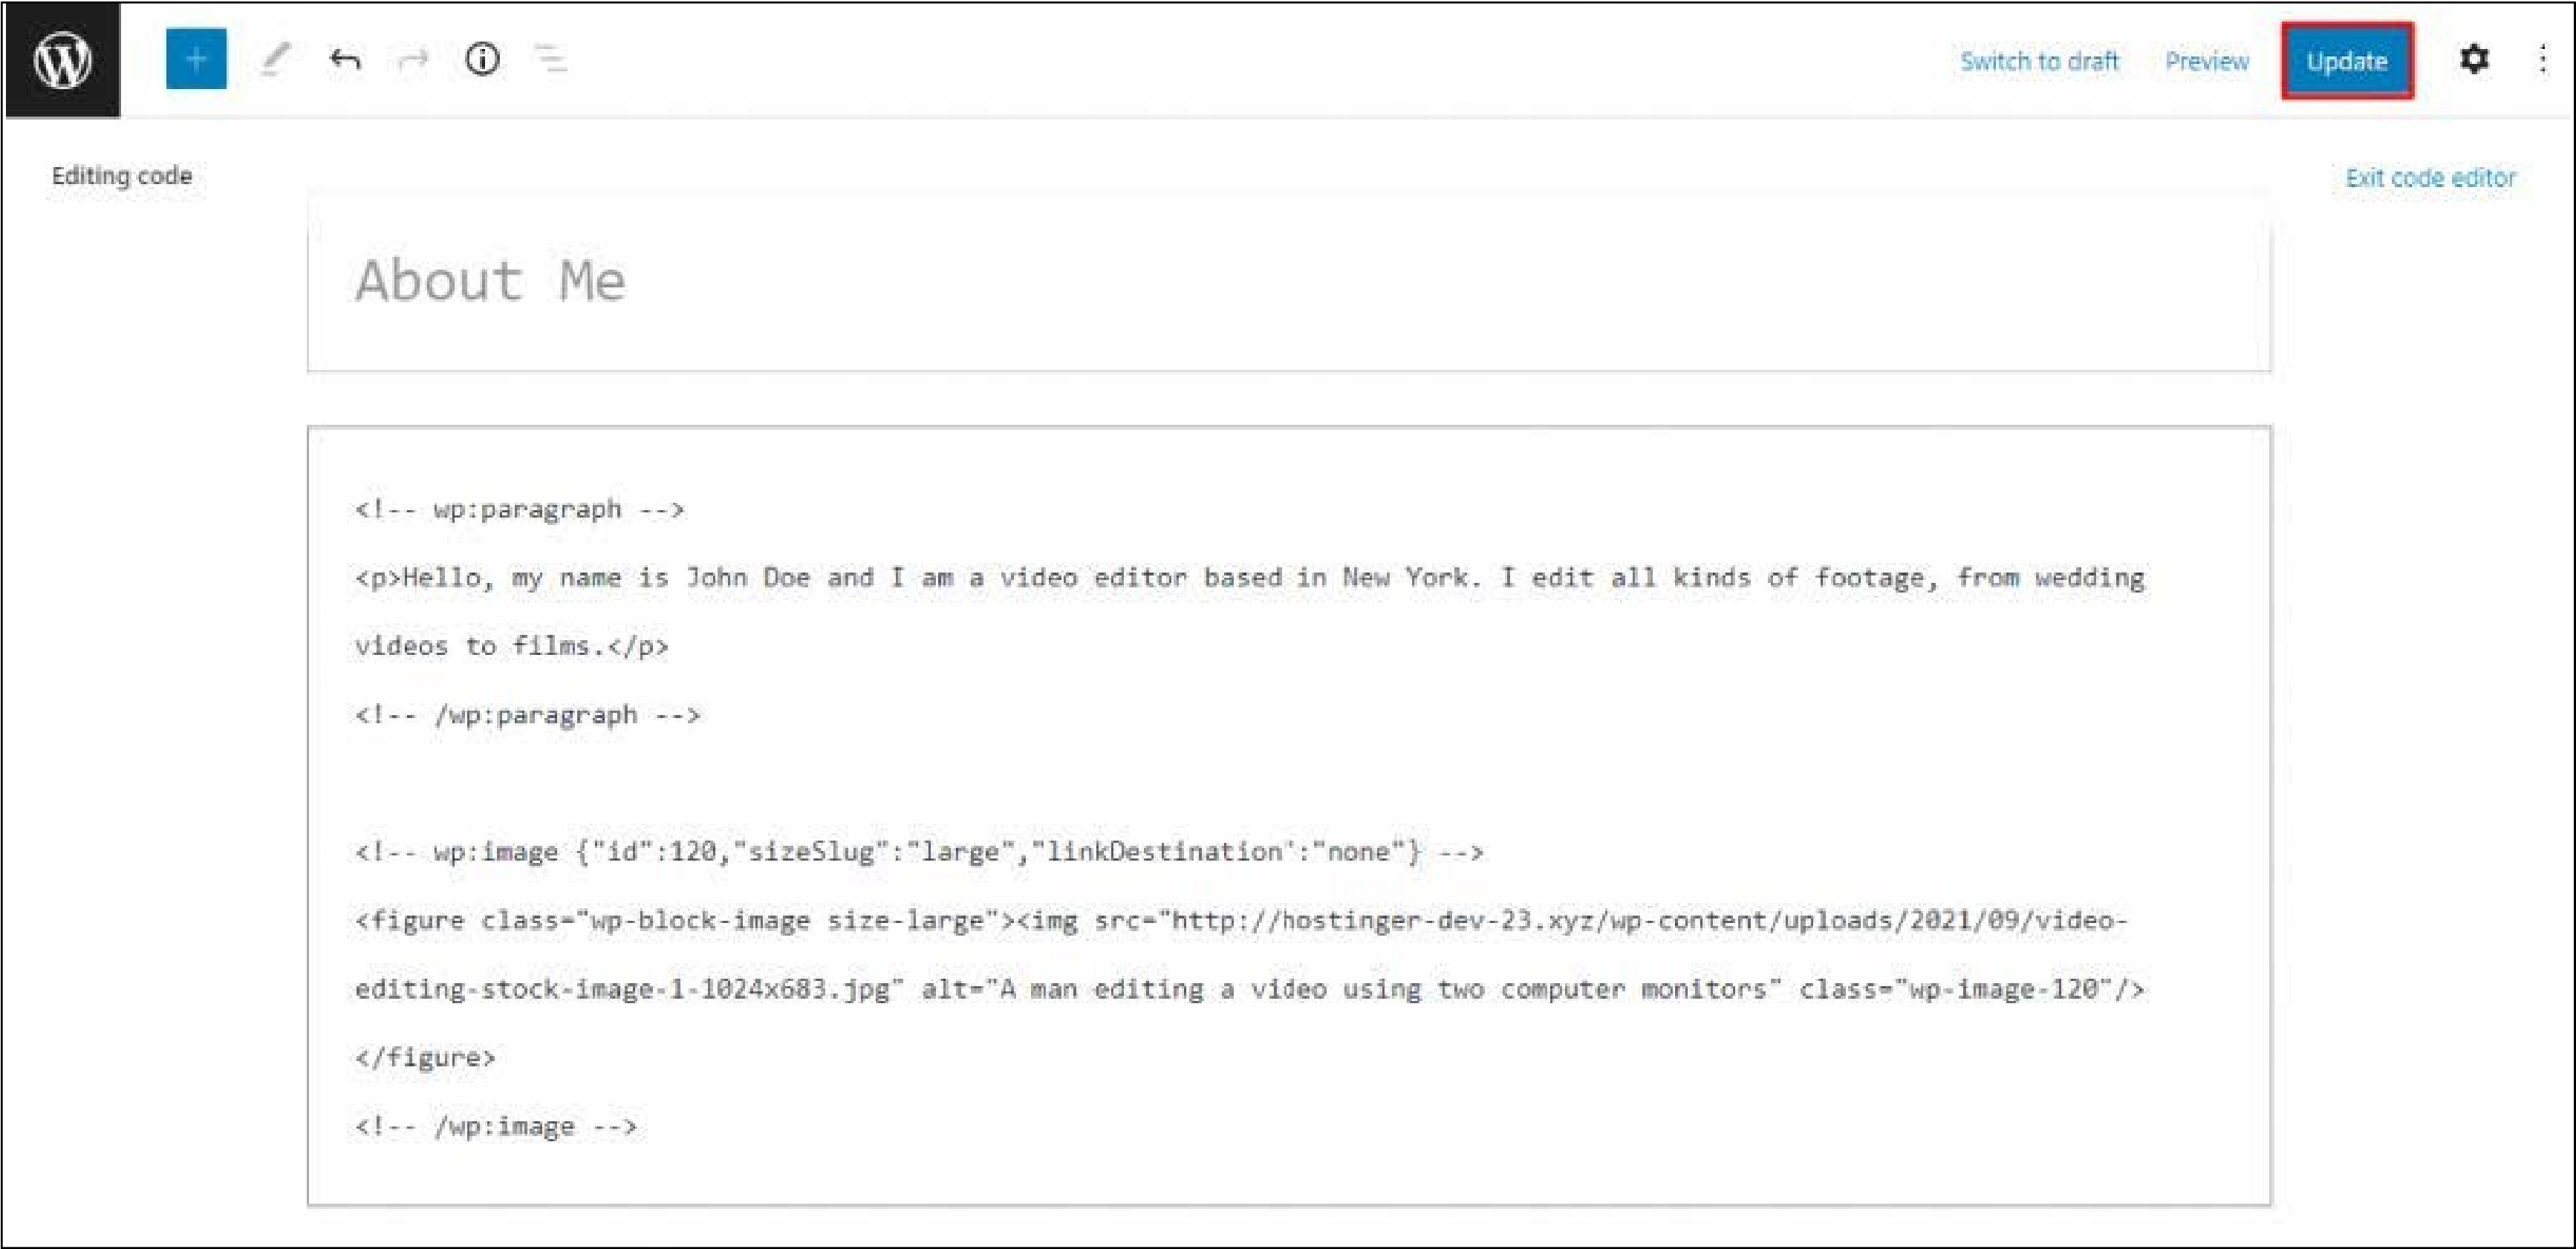 Switch to draft Preview Update
Editing code
Exit code editor
About Me
<!-- wp:paragraph -->
<p>Hello, my name is John Doe and I am a video editor based in New York. I edit all kinds of footage, from wedding
videos to films.</p>
<!-- /wp:paragraph -->
<!-- wp:image {"id":120,"sizeSlug":"large","linkDestination":"none"} -->
<figure class="wp-block-image size-large"><img src="http://hostinger-dev-23.xyz/wp-content/uploads/2021/09/video-
editing-stock-image-1-1024x683.jpg" alt="A man editing a video using two computer monitors" class="wp-image-120"/>
</figure>
<!-- /wp:image -->